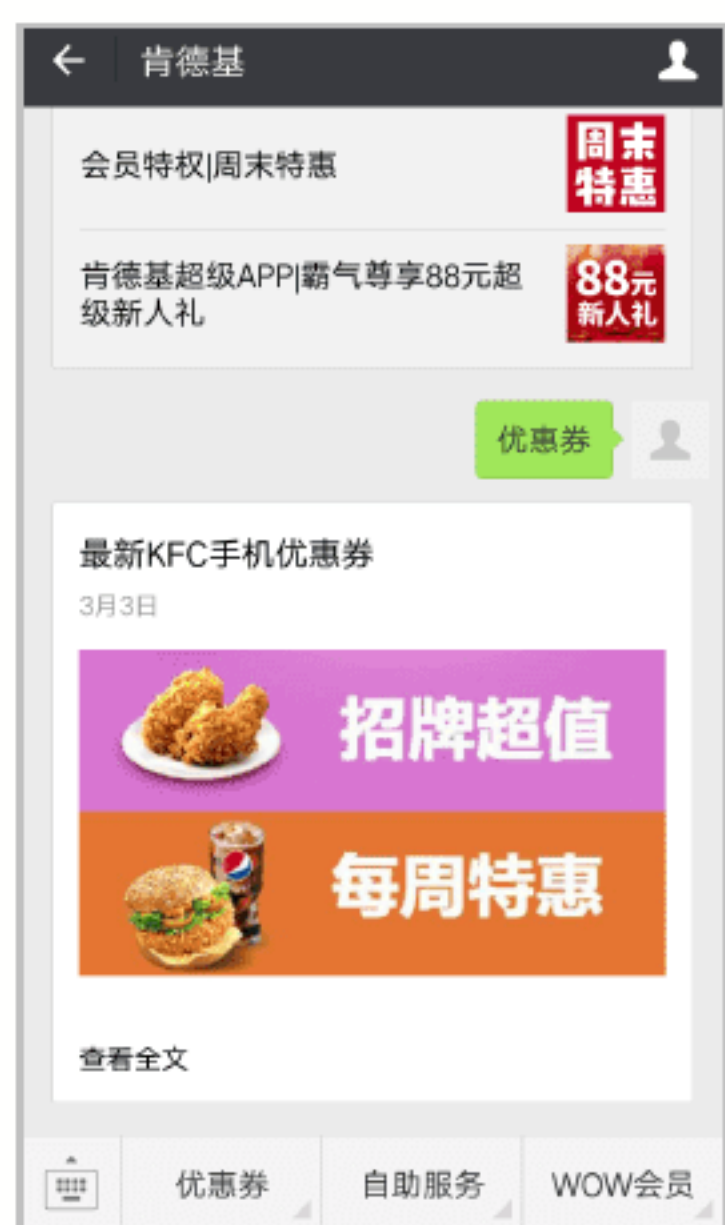 肯德基
会员特权|周末特惠
周末
特惠
肯德基超级APP|霸气尊享88元超
级新人礼
88元
新人礼
优惠券
最新KFC手机优惠券
3月3日
招牌超值
每周特惠
查看全文
优惠券
自助服务
WOW会员